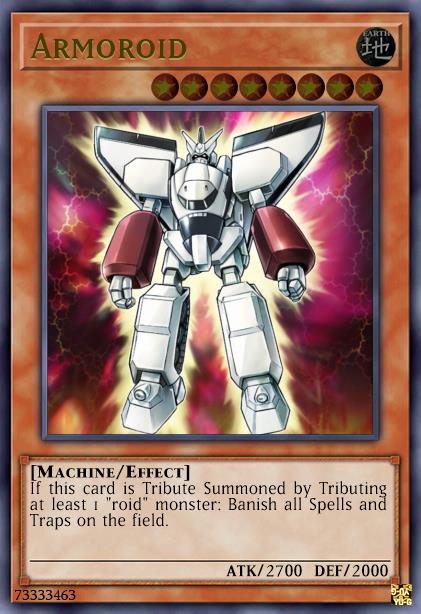 ARMOROID
EARTH
地
[MACHINE/EFFECT]
If this card is Tribute Summoned by Tributing
at least 1 "roid" monster: Banish all Spells and
Traps on the field.
ATK/2700 DEF/2000
73333463